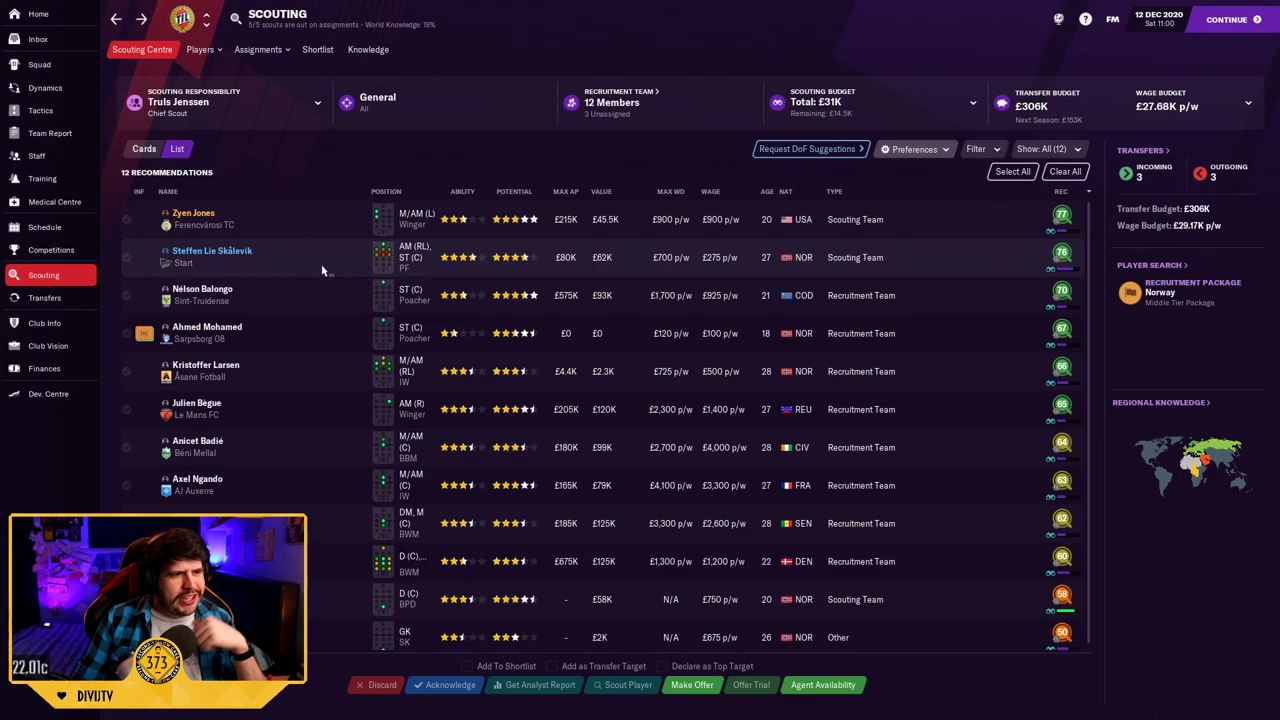 Home
Inbox
Squad
Dynamics
Tactics
Team Report
Staff
Training
Medical Centre
Schedule
Competitions
Scouting
Transfers
Club Info
Club Vision
Finances
Dev. Centre
SCOUTING
5/5 scouts are out on assignments - World Knowledge: 19%
FM
12 DEC 2020
Sat 11:00
CONTINUE
Scouting Centre
Players
Assignments
Shortlist
Knowledge
SCOUTING RESPONSIBILITY
Truls Jenssen
Chief Scout
General
All
RECRUITMENT TEAM
12 Members
3 Unassigned
SCOUTING BUDGET
Total: £31K
Remaining: £14.5K
TRANSFER BUDGET
£306K
Next Season: £153K
WAGE BUDGET
£27.68K p/w
Cards
List
Request DoF Suggestions
Preferences
Filter
Show: All (12)
12 RECOMMENDATIONS
Select All
Clear All
INF NAME POSITION ABILITY POTENTIAL MAX AP VALUE MAX WD WAGE AGE NAT TYPE REC
Zyen Jones
Ferencvárosi TC
M/AM (L)
Winger
£215K £45.5K £900 p/w £900 p/w 20 USA Scouting Team 77
Steffen Lie Skålevik
Start
AM (RL),
ST (C)
PF
£80K £62K £700 p/w £275 p/w 27 NOR Scouting Team 76
Nélson Balongo
Sint-Truidense
ST (C)
Poacher
£575K £93K £1,700 p/w £925 p/w 21 COD Recruitment Team 70
Ahmed Mohamed
Sarpsborg 08
ST (C)
Poacher
£0 £0 £120 p/w £100 p/w 18 NOR Recruitment Team 67
Kristoffer Larsen
Åsane Fotball
M/AM
(RL)
IW
£4.4K £2.3K £725 p/w £500 p/w 28 NOR Recruitment Team 66
Julien Bègue
Le Mans FC
AM (R)
Winger
£205K £120K £2,300 p/w £1,400 p/w 27 REU Recruitment Team 65
Anicet Badié
Béni Mellal
M/AM
(C)
BBM
£180K £99K £2,700 p/w £4,000 p/w 28 CIV Recruitment Team 64
Axel Ngando
AJ Auxerre
M/AM
(C)
IW
£165K £79K £4,100 p/w £3,300 p/w 27 FRA Recruitment Team 63
DM, M
(C)
BWM
£185K £125K £3,300 p/w £2,600 p/w 28 SEN Recruitment Team 62
D (C),...
BWM
£675K £125K £1,300 p/w £1,200 p/w 22 DEN Recruitment Team 60
D (C)
BPD
- £58K N/A £750 p/w 20 NOR Scouting Team 58
GK
SK
- £2K N/A £675 p/w 26 NOR Other 50
Add To Shortlist
Add as Transfer Target
Declare as Top Target
Discard
Acknowledge
Get Analyst Report
Scout Player
Make Offer
Offer Trial
Agent Availability
TRANSFERS
INCOMING
3
OUTGOING
3
Transfer Budget: £306K
Wage Budget: £29.17K p/w
PLAYER SEARCH
RECRUITMENT PACKAGE
Norway
Middle Tier Package
REGIONAL KNOWLEDGE
22.01c
373
DIVIJTV